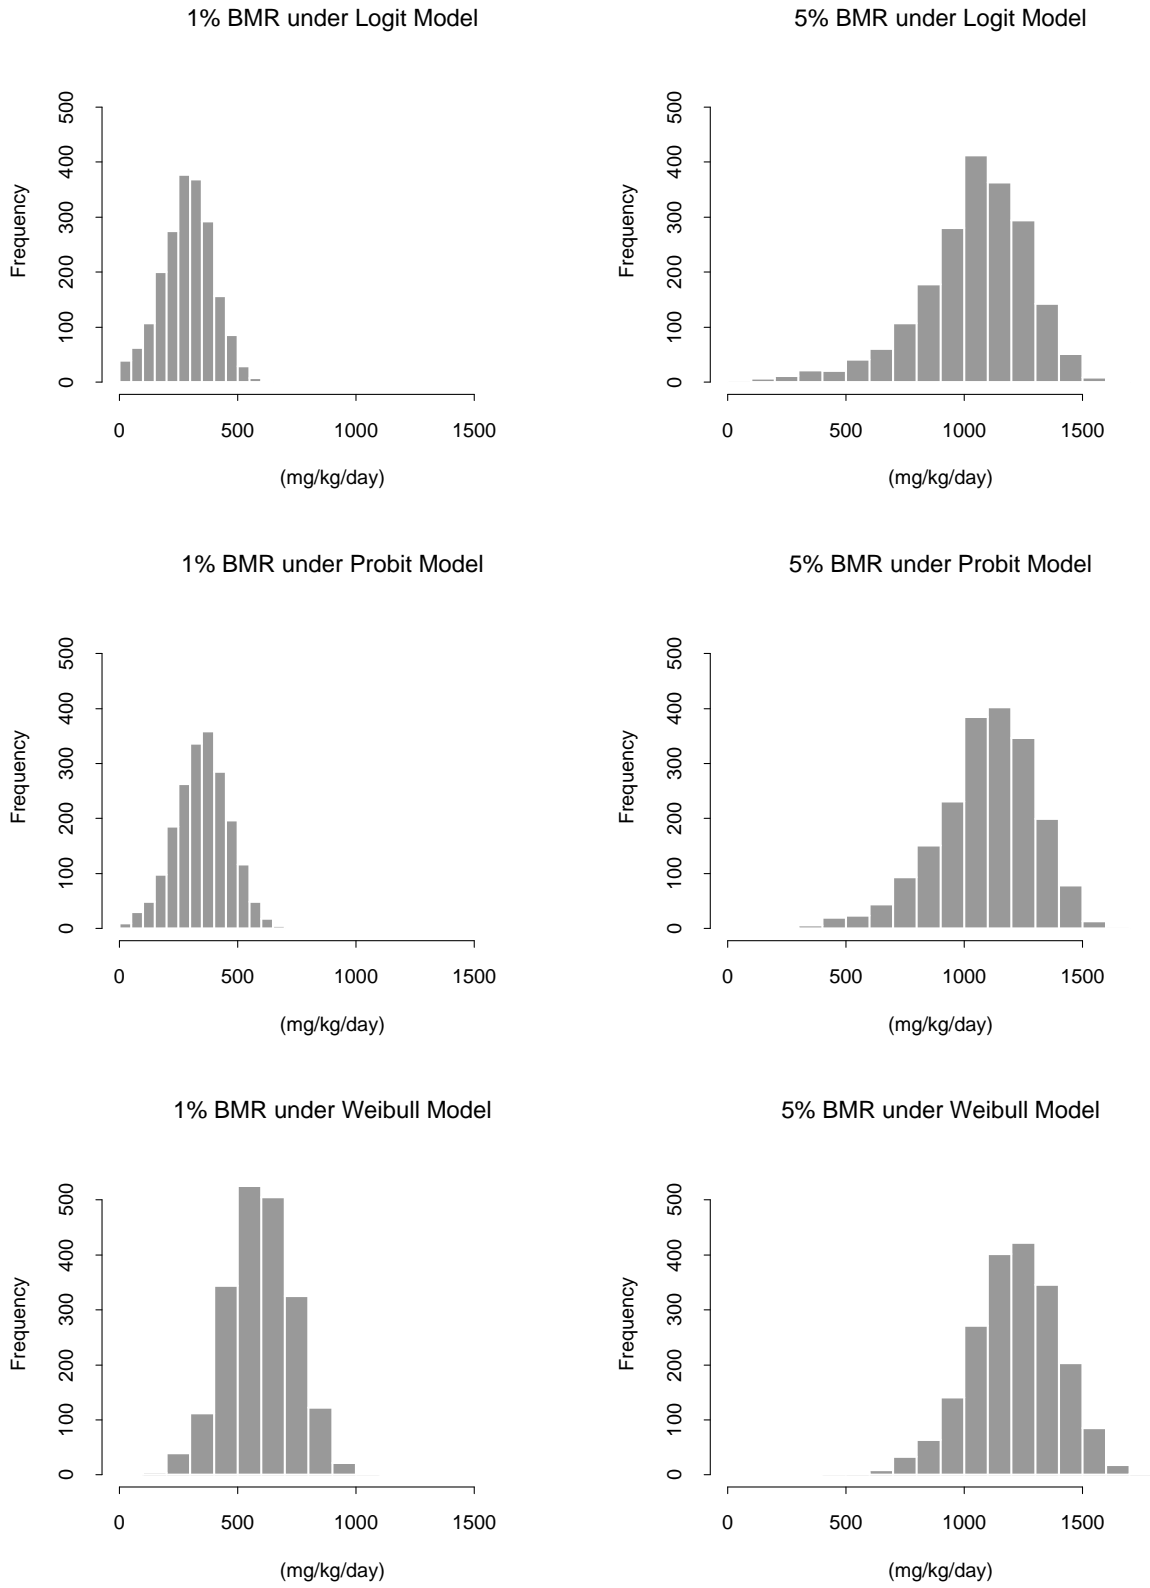 1% BMR under Logit Model
Frequency
0 100 200 300 400 500
0 500 1000 1500
(mg/kg/day)
5% BMR under Logit Model
Frequency
0 100 200 300 400 500
0 500 1000 1500
(mg/kg/day)
1% BMR under Probit Model
Frequency
0 100 200 300 400 500
0 500 1000 1500
(mg/kg/day)
5% BMR under Probit Model
Frequency
0 100 200 300 400 500
0 500 1000 1500
(mg/kg/day)
1% BMR under Weibull Model
Frequency
0 100 200 300 400 500
0 500 1000 1500
(mg/kg/day)
5% BMR under Weibull Model
Frequency
0 100 200 300 400 500
0 500 1000 1500
(mg/kg/day)